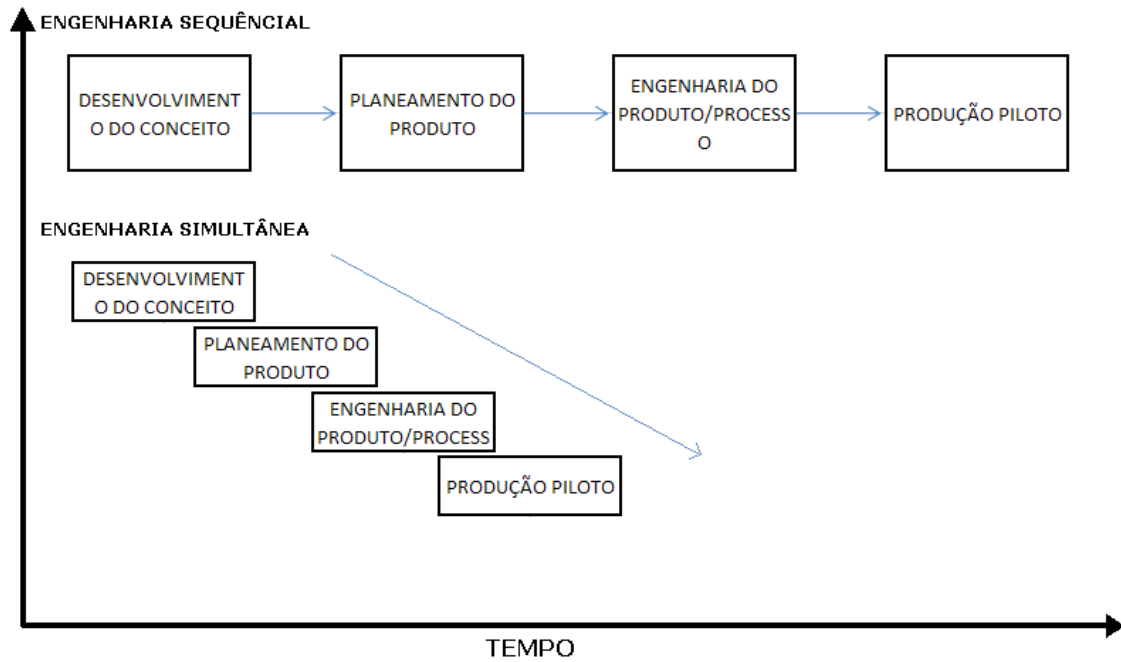 ENGENHARIA SEQUÊNCIAL
DESENVOLVIMENT
O DO CONCEITO
PLANEAMENTO DO
PRODUTO
ENGENHARIA DO
PRODUTO/PROCESS
O
PRODUÇÃO PILOTO
ENGENHARIA SIMULTÂNEA
DESENVOLVIMENT
O DO CONCEITO
PLANEAMENTO DO
PRODUTO
ENGENHARIA DO
PRODUTO/PROCESS
PRODUÇÃO PILOTO
TEMPO